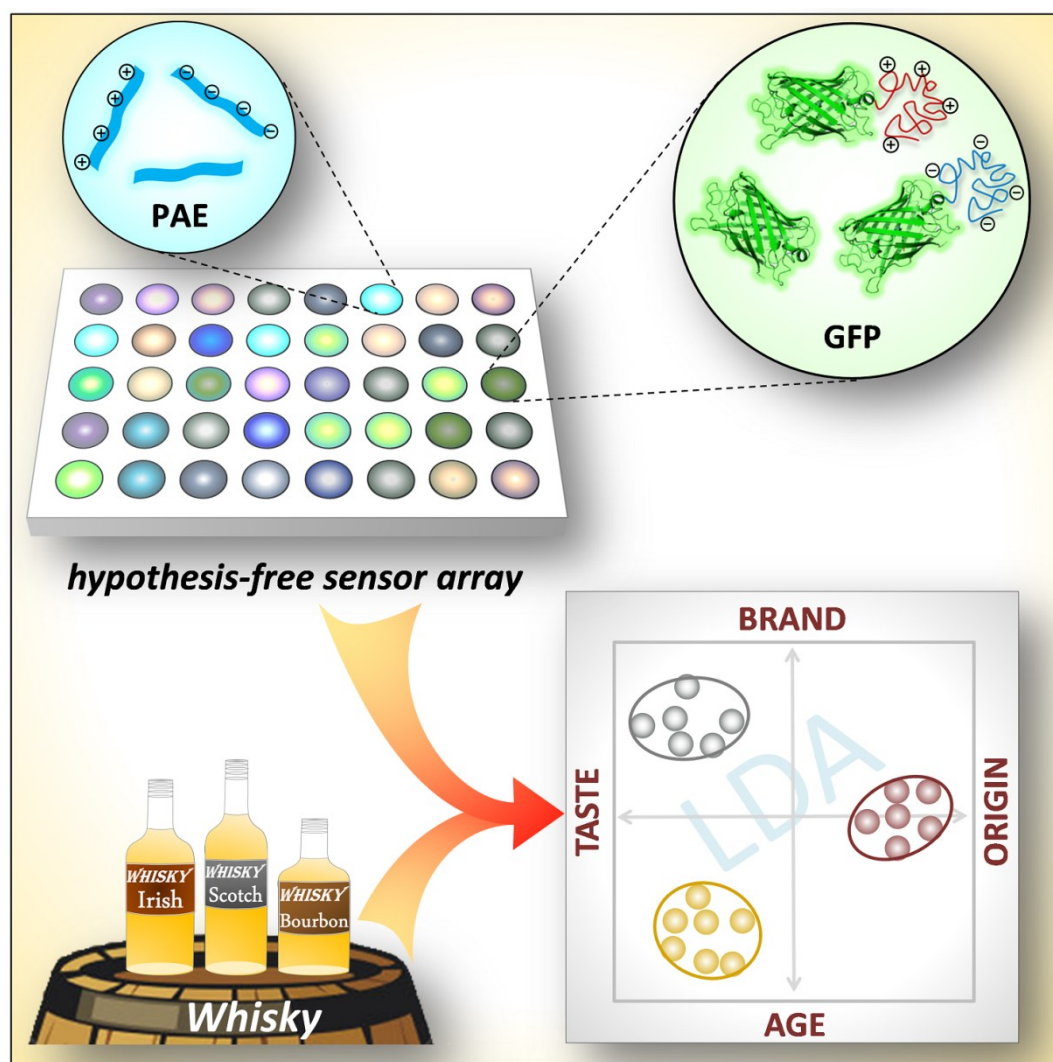 PAE
GFP
hypothesis-free sensor array
BRAND
TASTE
LDA
ORIGIN
AGE
WHISKY
Irish
WHISKY
Scotch
WHISKY
Bourbon
Whisky